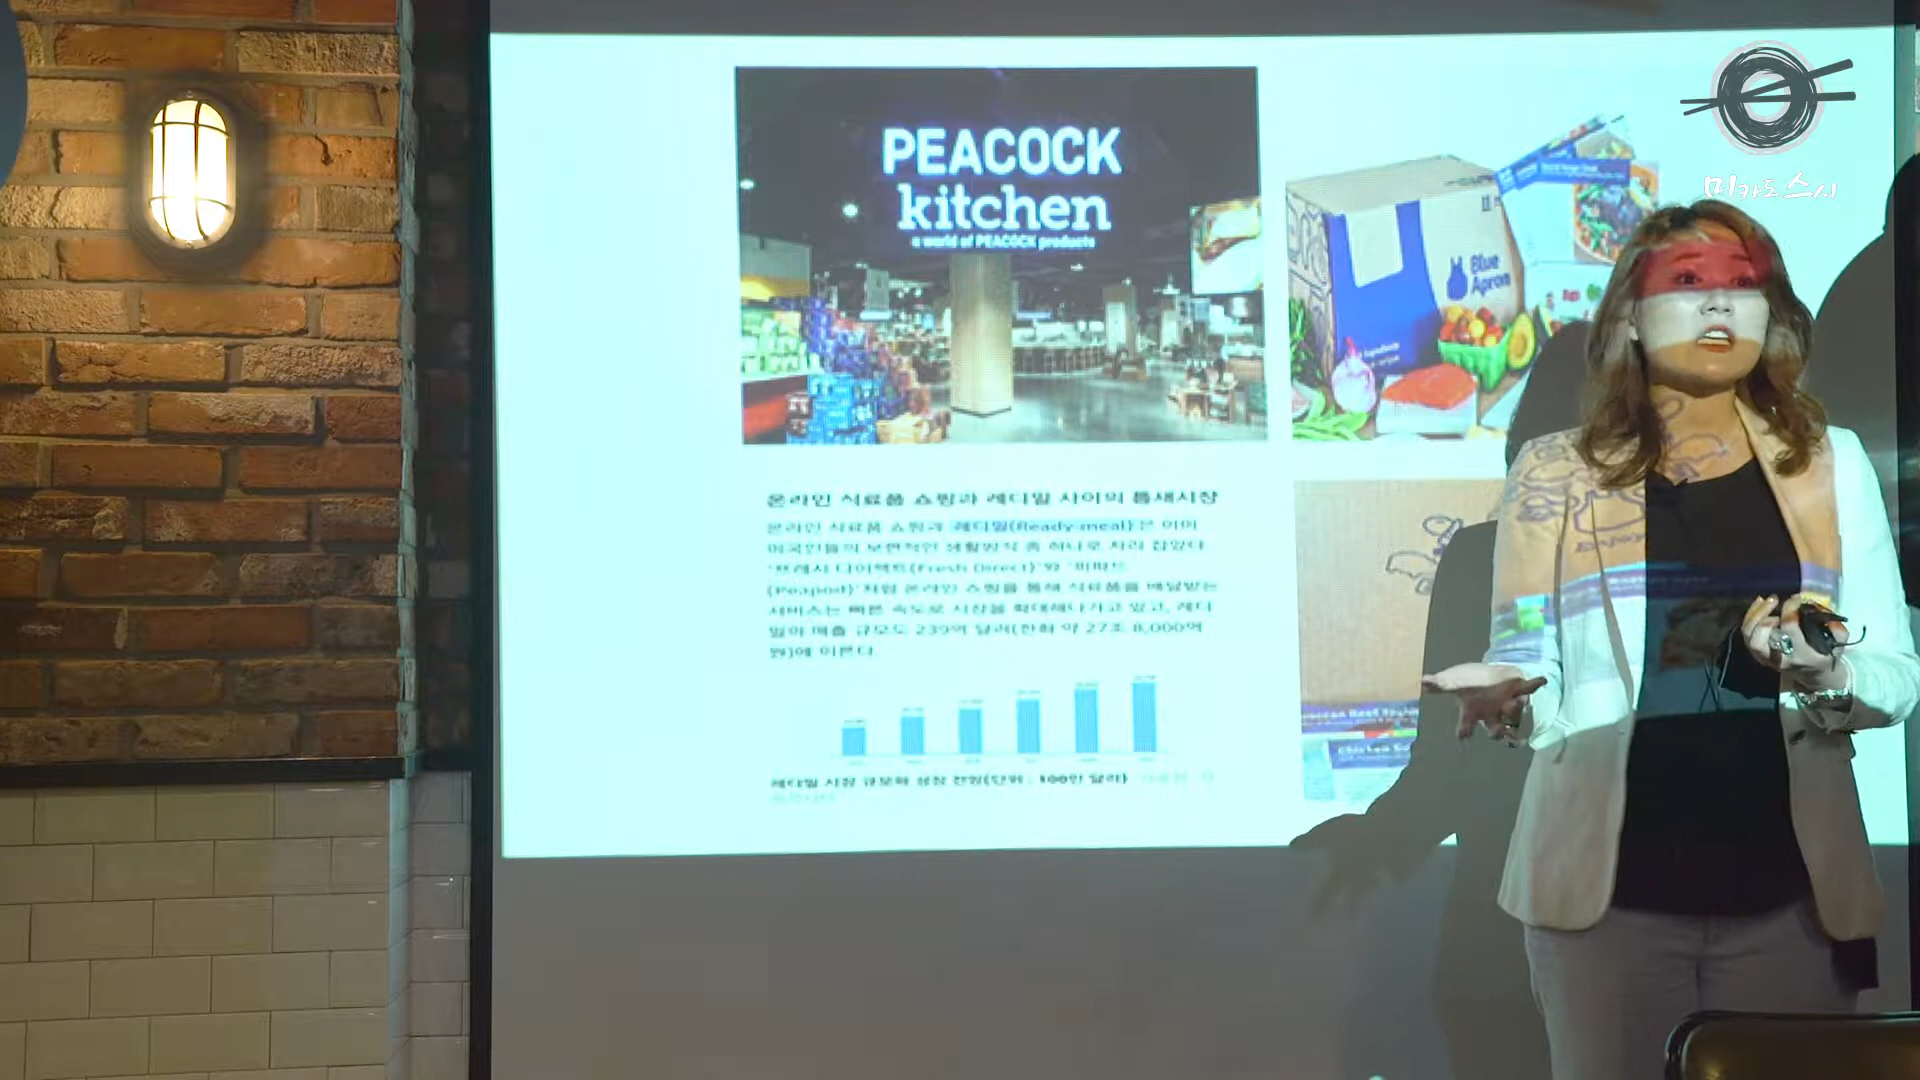 PEACOCK
kitchen
a world of PEACOCK products
Blue
Apron
미카도스시
온라인 식료품 쇼핑과 레디밀 사이의 틈새시장
온라인 식료품 쇼핑과 레디밀(Ready-meal)은 이미
미국인들의 보편적인 생활방식 중 하나로 자리 잡았다.
'프레시 다이렉트(Fresh Direct)'와 '피파드
(Peapod)'처럼 온라인 쇼핑을 통해 식료품을 배달받는
서비스는 빠른 속도로 시장을 확대해나가고 있고, 레디
밀의 매출 규모도 239억 달러(한화 약 27조 8,000억
원)에 이른다.
레디밀 시장 규모와 성장 전망(단위 : 100만 달러)